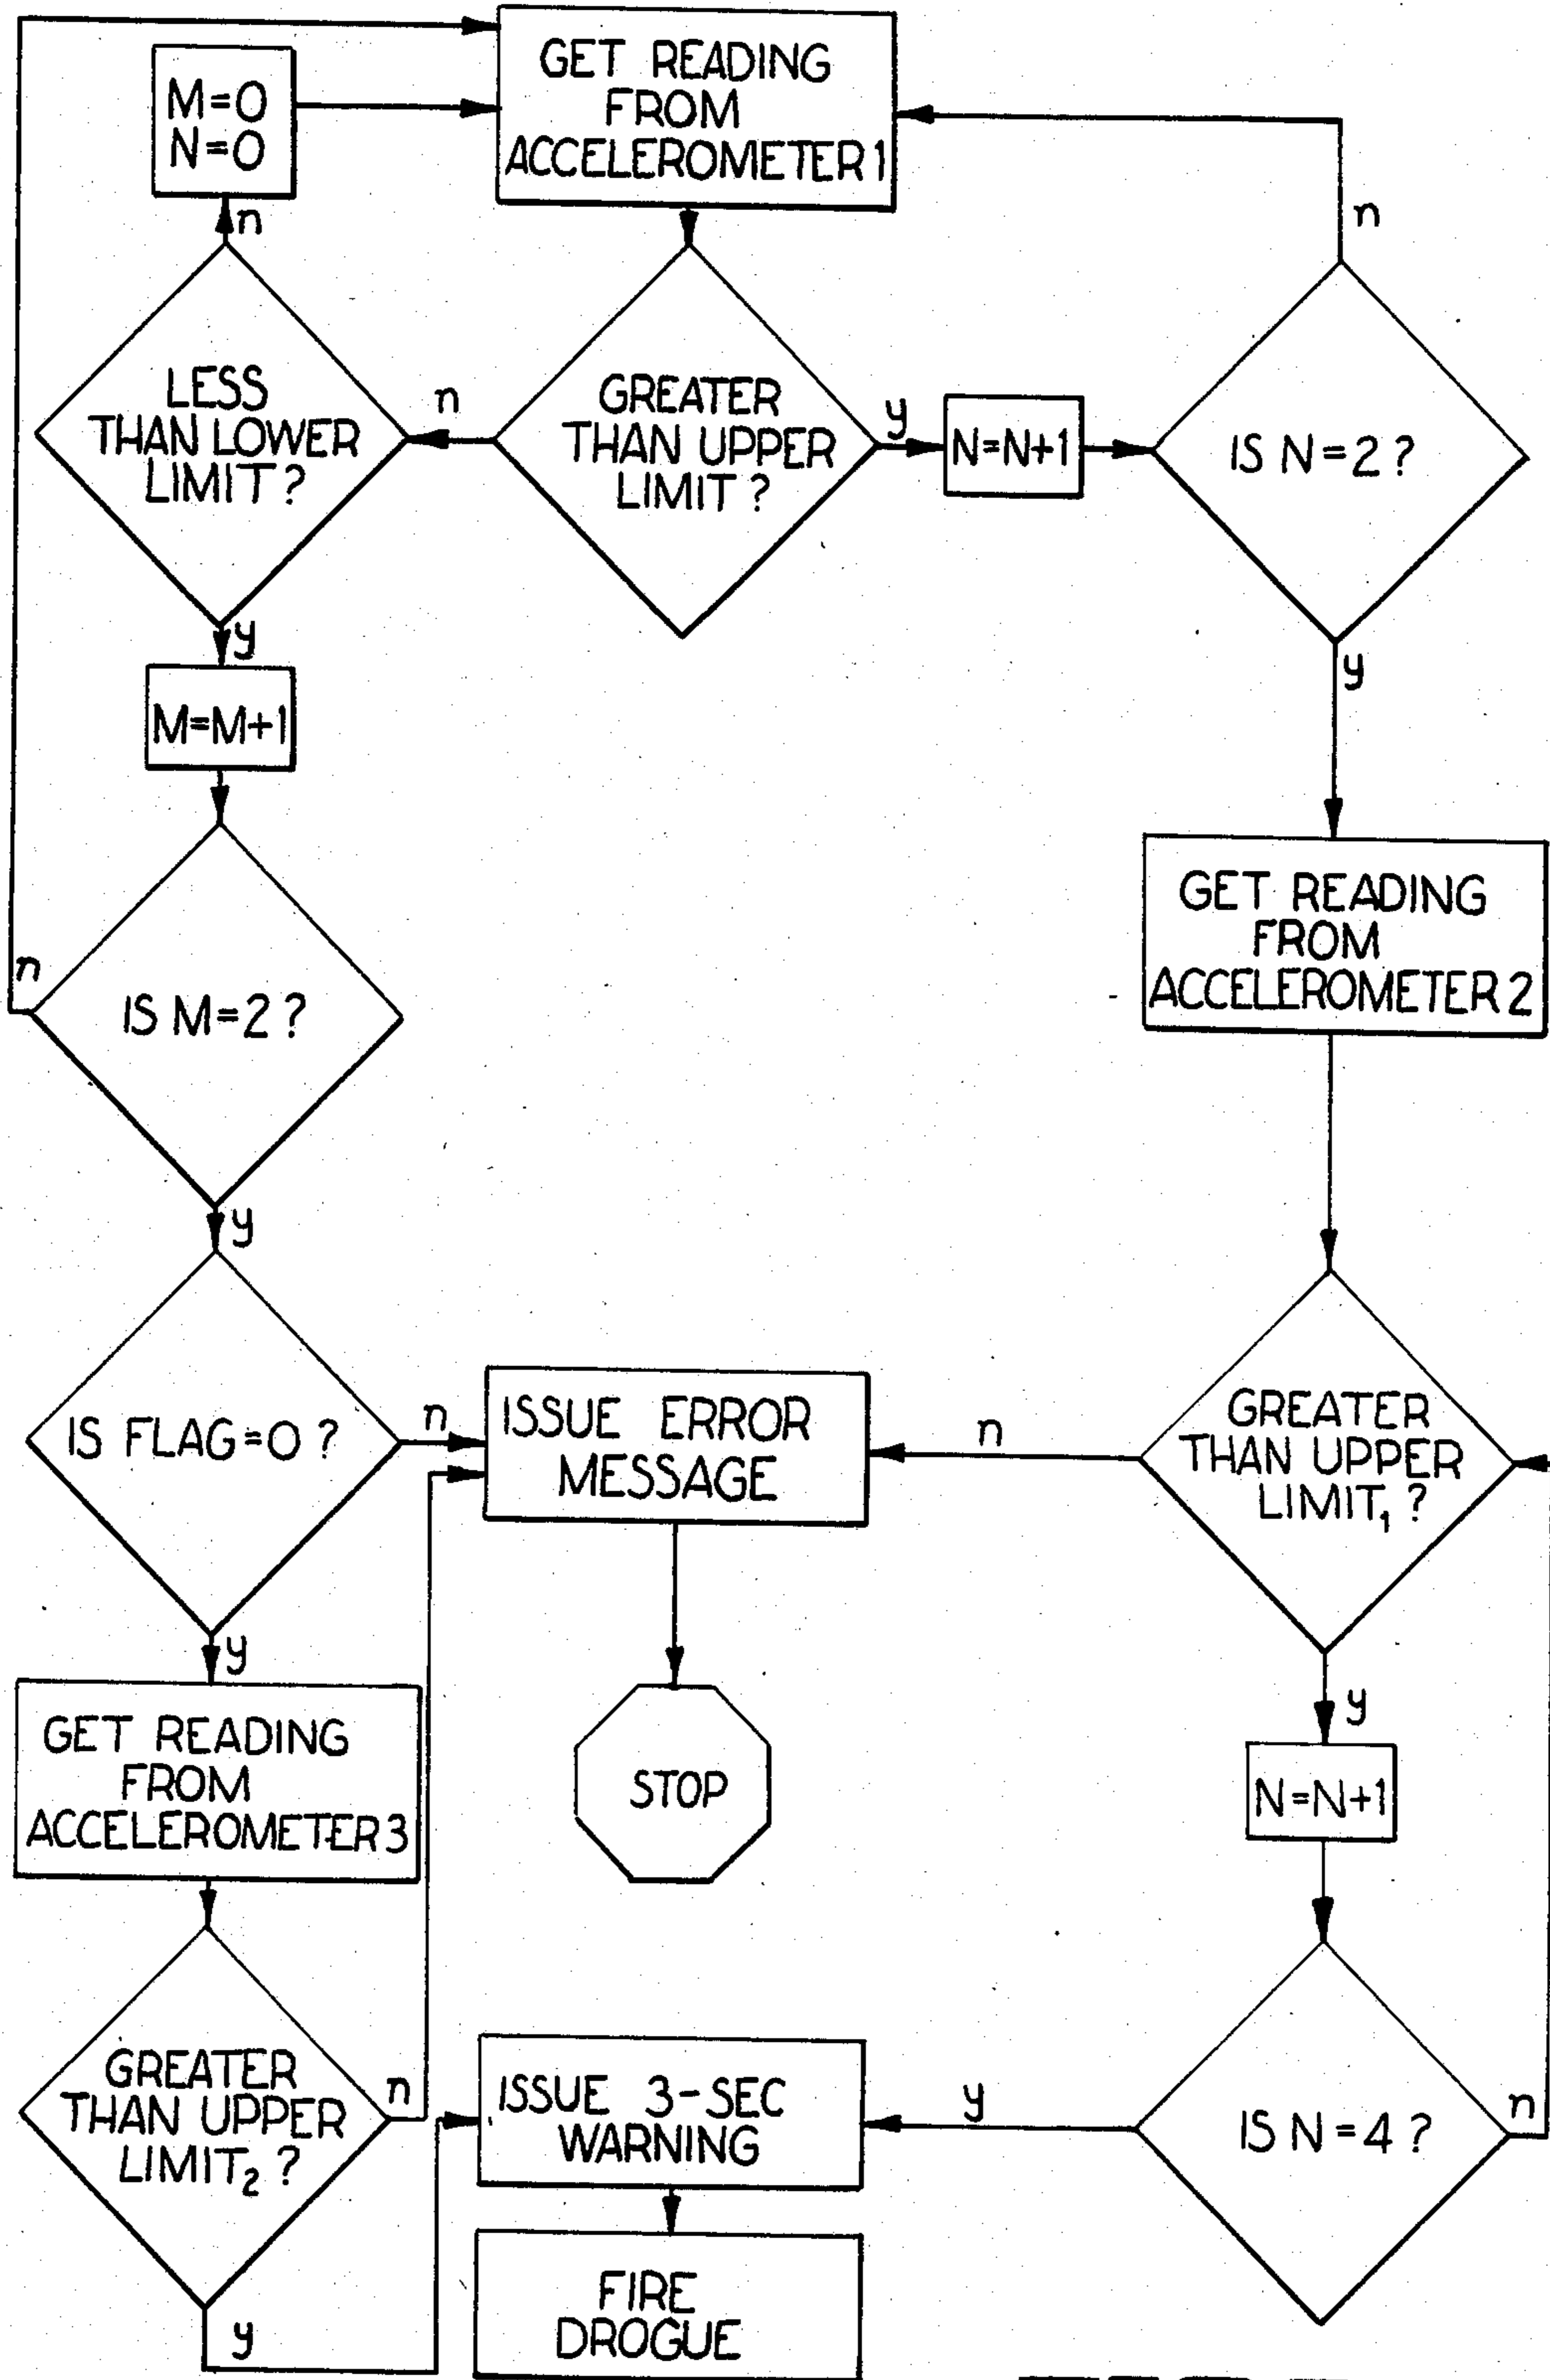 GET READING
FROM
ACCELEROMETER 1
M=0
N=0
n
n
LESS
THAN LOWER
LIMIT?
n
GREATER
THAN UPPER
LIMIT?
y
N=N+1
IS N=2?
y
y
M=M+1
GET READING
FROM
ACCELEROMETER 2
n
IS M=2?
y
IS FLAG=0?
n
ISSUE ERROR
MESSAGE
n
GREATER
THAN UPPER
LIMIT₁?
y
y
GET READING
FROM
ACCELEROMETER 3
STOP
N=N+1
GREATER
THAN UPPER
LIMIT₂?
n
ISSUE 3-SEC
WARNING
y
IS N=4?
n
y
FIRE
DROGUE